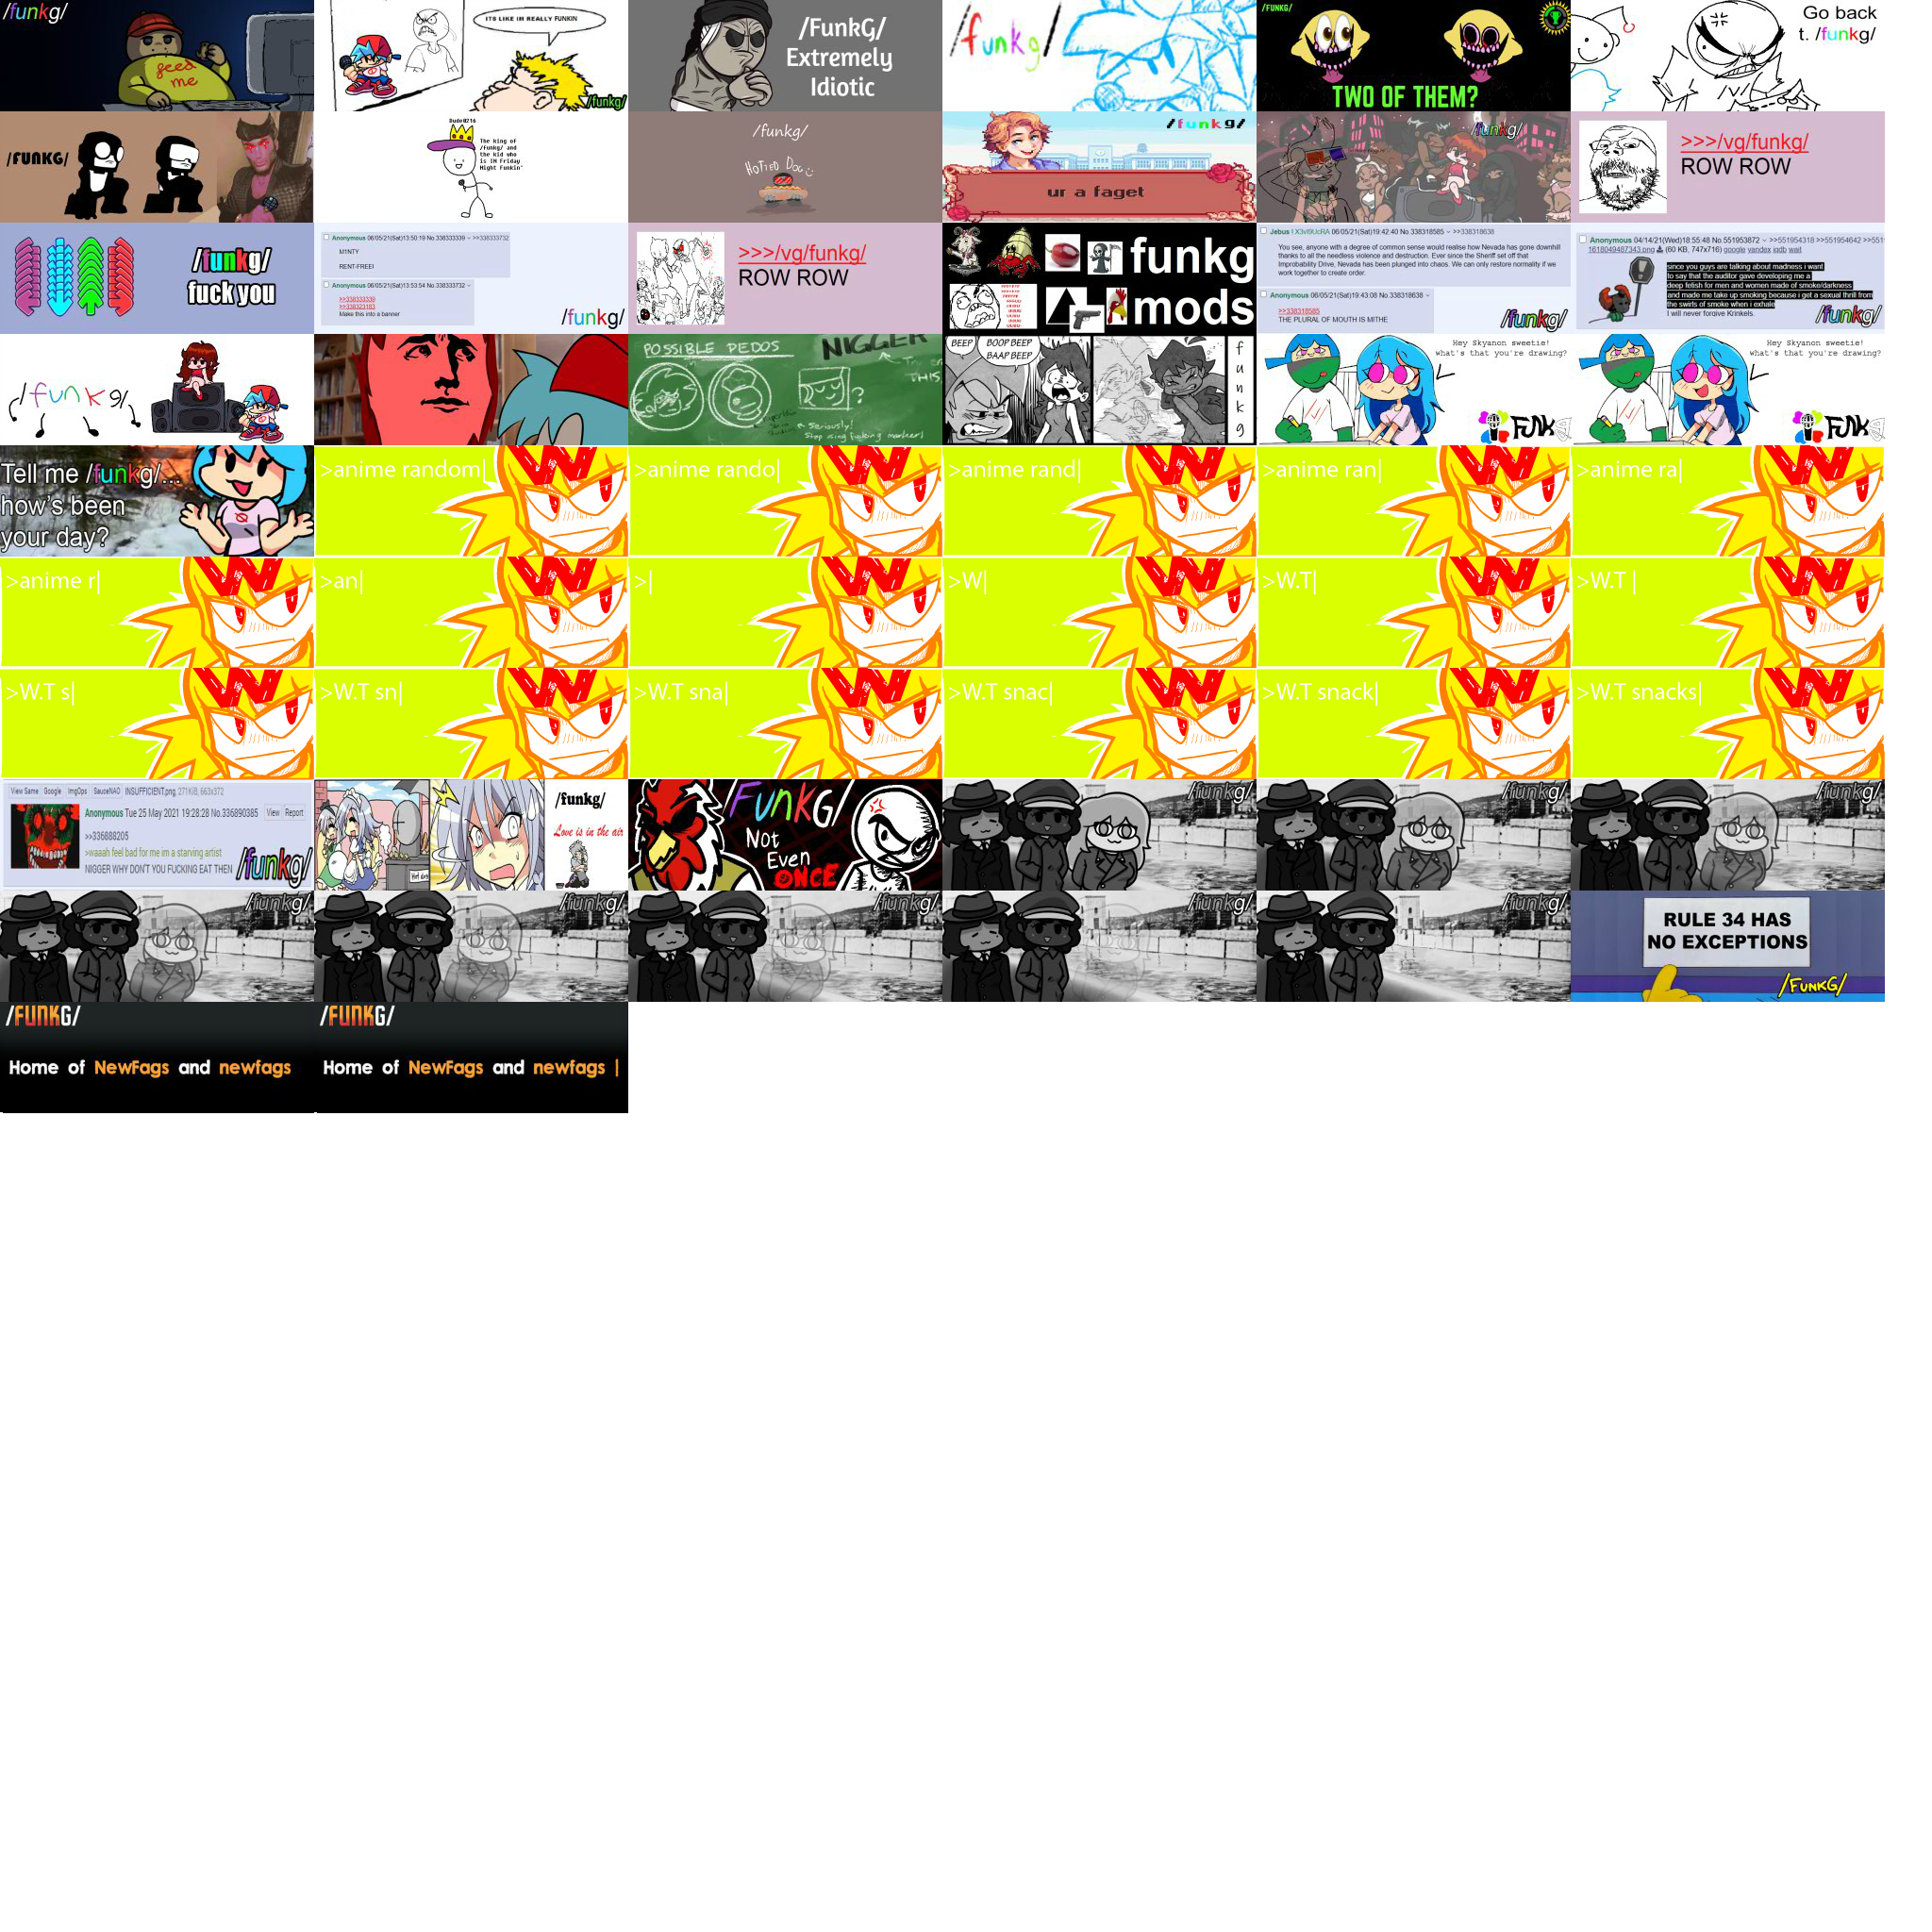 /funkg/
feed
me
ITS LIKE IM REALLY FUNKIN
/funkg/
/FunkG/
Extremely
Idiotic
/funkg/
/FUNKG/
TWO OF THEM?
Go back
t. /funkg/
/v/
/FUNKG/
Dude0216
The king of
/funkg/ and
the kid who
is IN Friday
Night Funkin'
/funkg/
HOTTED DOG
/funkg/
ur a faget
/funkg/
>>>/vg/funkg/
ROW ROW
/funkg/
fuck you
Anonymous 06/05/21(Sat)13:50:19 No.338333339 >>338333732
M1NTY
RENT-FREE!
Anonymous 06/05/21(Sat)13:53:54 No.338333732
>>338333339
Make this into a banner
/funkg/
>>>/vg/funkg/
ROW ROW
funkg
mods
Jebus !.X3vI9UcRA 06/05/21(Sat)19:42:40 No.338318585 >>338318638
You see, anyone with a degree of common sense would realise how Nevada has gone downhill
thanks to all the needless violence and destruction. Ever since the Sheriff set off that
Improbability Drive, Nevada has been plunged into chaos. We can only restore normality if we
work together to create order.
Anonymous 06/05/21(Sat)19:43:08 No.338318638
>>338318585
THE PLURAL OF MOUTH IS MITHE
/funkg/
Anonymous 04/14/21(Wed)18:55:48 No.551953872 >>551954318 >>551954642 >>551
1618049467343.png (60 KB, 747x716) google yandex iqdb wait
since you guys are talking about madness i want
to say that the auditor gave developing me a
deep fetish for men and women made of smoke/darkness
and made me take up smoking because i get a sexual thrill from
the swirls of smoke when i exhale
I will never forgive Krinkels.
/funkg/
/funkg/
POSSIBLE PEDOS
NIGGER
THIS
?
Seriously!
Stop using fucking markers!
BEEP
BOOP BEEP
BAAP BEEP
f
u
n
k
g
Hey Skyanon sweetie!
what's that you're drawing?
FUNK
Hey Skyanon sweetie!
what's that you're drawing?
FUNK
Tell me /funkg/...
how's been
your day?
>anime random|
>anime rando|
>anime rand|
>anime ran|
>anime ra|
>anime r|
>an|
>|
>W|
>W.T|
>W.T |
>W.T s|
>W.T sn|
>W.T sna|
>W.T snac|
>W.T snack|
>W.T snacks|
View Same Google ImgOps SauceNAO INSUFFICIENT.png, 271KiB, 663x372
Anonymous Tue 25 May 2021 19:28:28 No.336890385 View Report
>>336888205
>waaah feel bad for me im a starving artist
NIGGER WHY DON'T YOU FUCKING EAT THEN
/funkg/
/funkg/
Love is in the air
FUNKG/
Not
Even
ONCE
/funkg/
/funkg/
/funkg/
/funkg/
/funkg/
/funkg/
/funkg/
/funkg/
RULE 34 HAS
NO EXCEPTIONS
/FUNKG/
/FUNKG/
Home of NewFags and newfags
/FUNKG/
Home of NewFags and newfags |